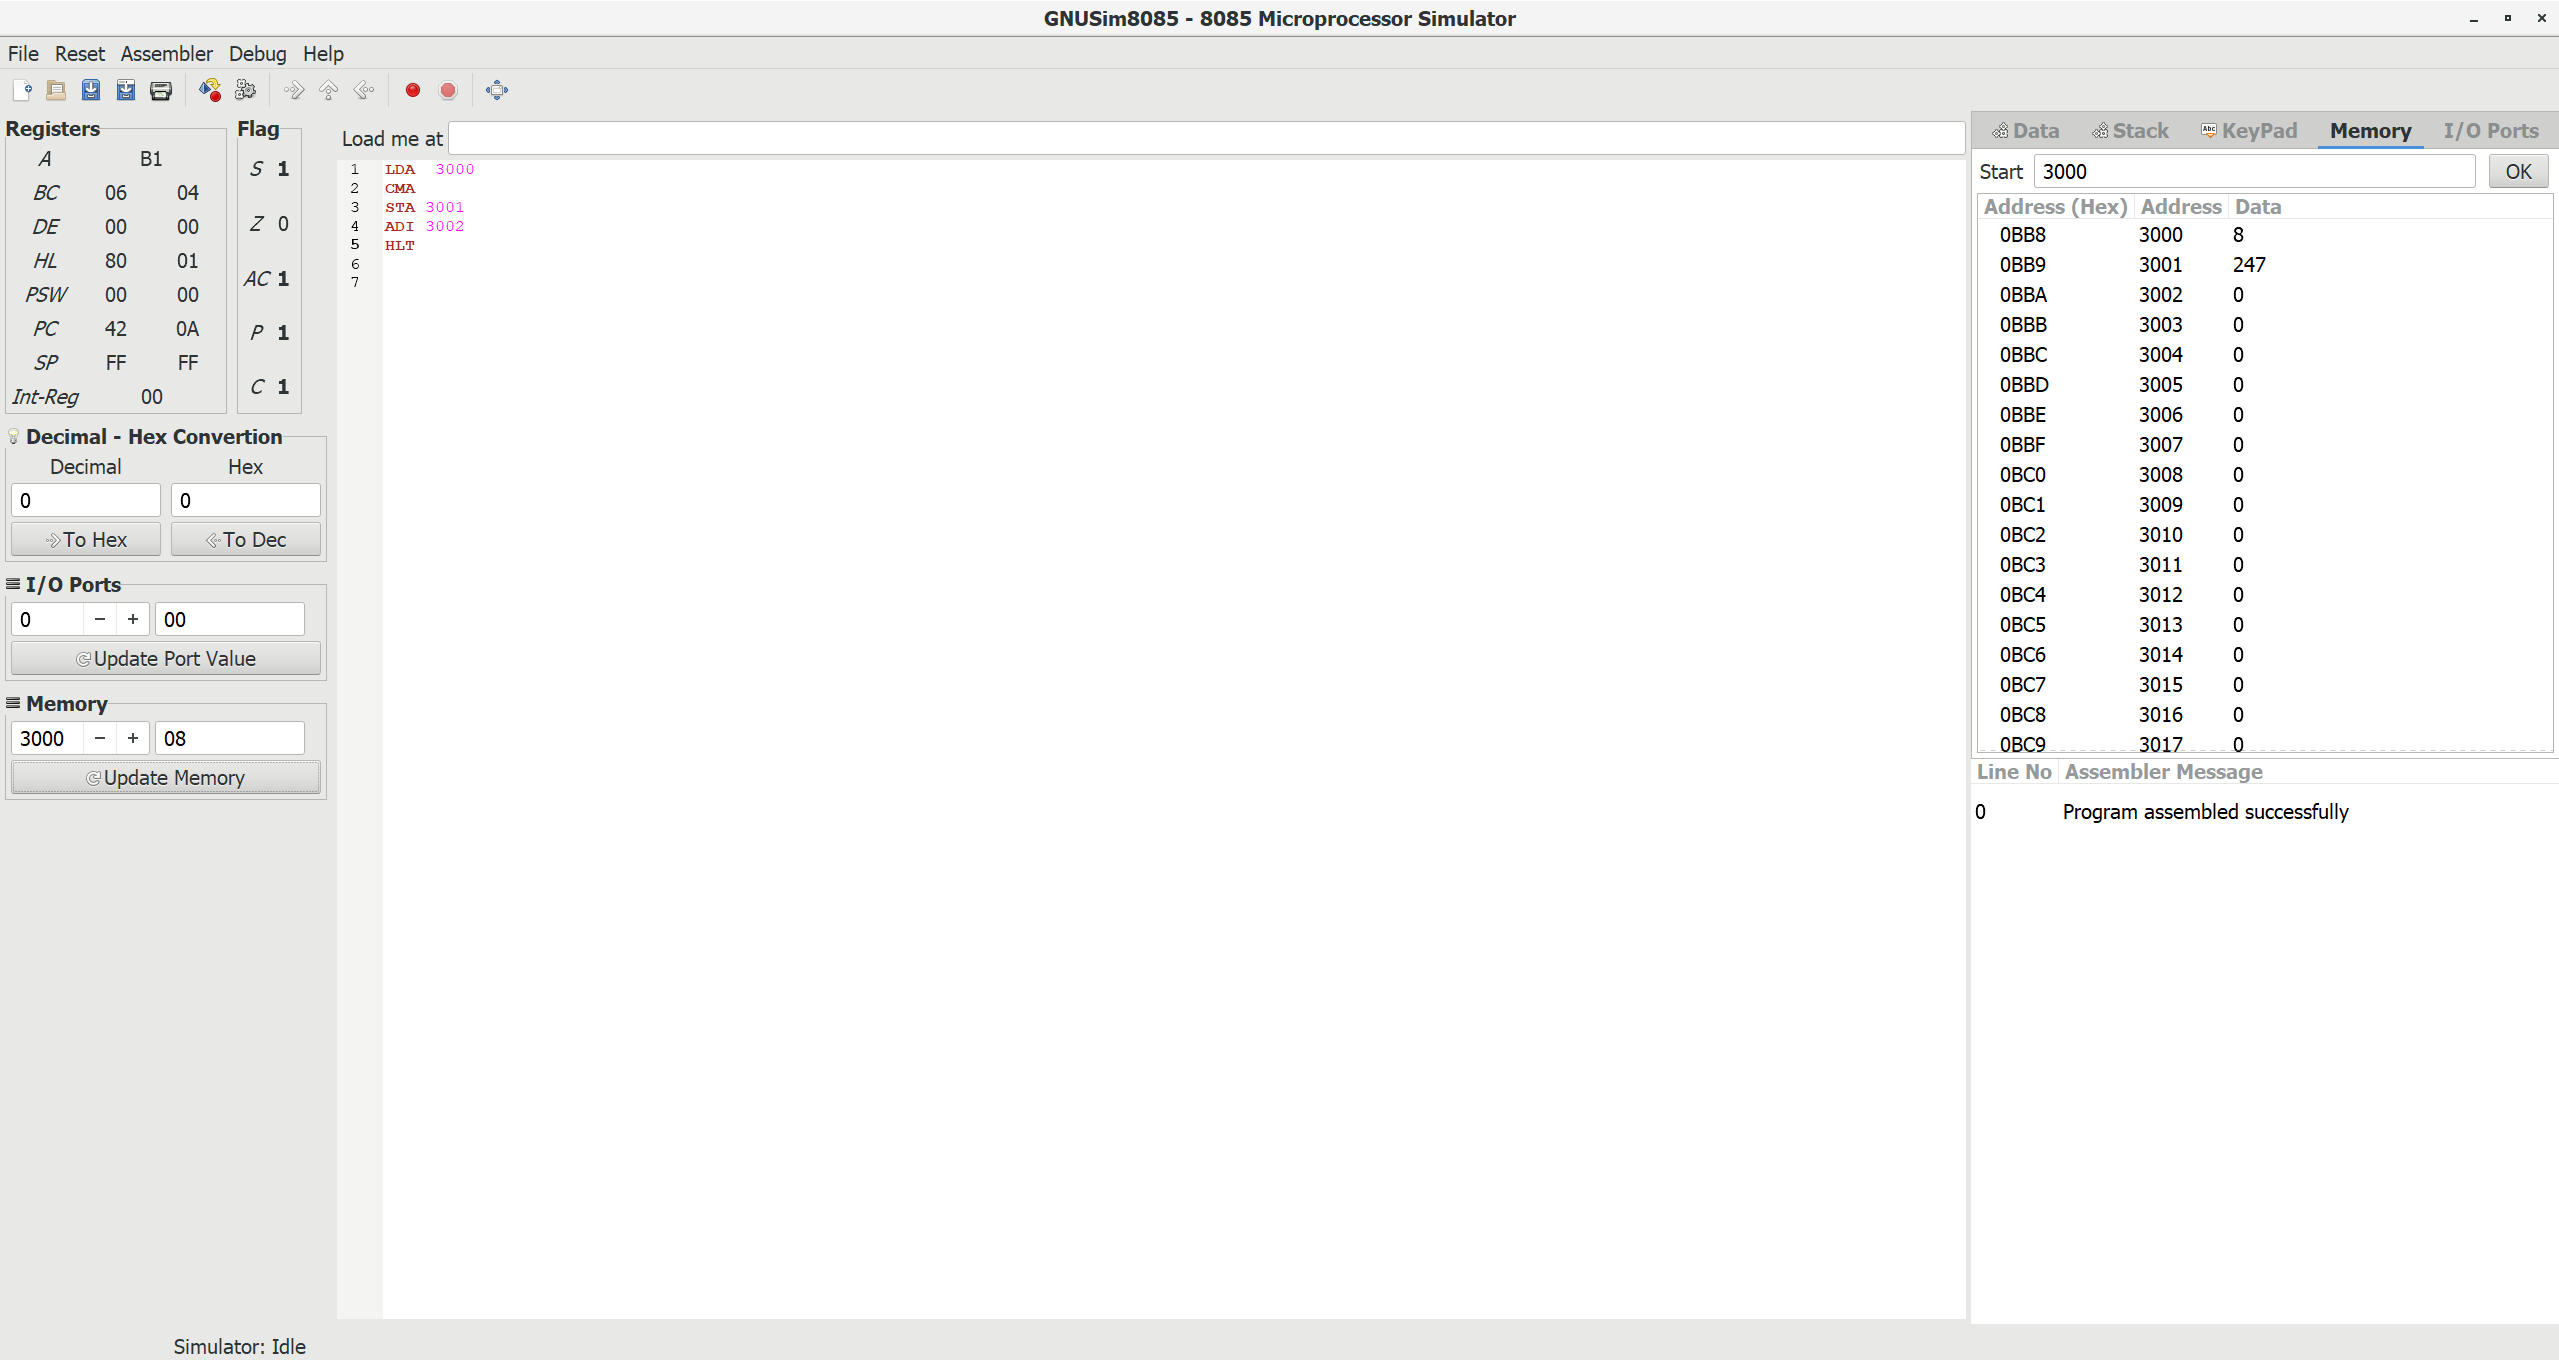 GNUSim8085 - 8085 Microprocessor Simulator
File Reset Assembler Debug Help
Registers
A B1
BC 06 04
DE 00 00
HL 80 01
PSW 00 00
PC 42 0A
SP FF FF
Int-Reg 00
Flag
S 1
Z 0
AC 1
P 1
C 1
Decimal - Hex Convertion
Decimal Hex
0 0
To Hex To Dec
I/O Ports
0 − + 00
Update Port Value
Memory
3000 − + 08
Update Memory
Load me at
1 LDA 3000
2 CMA
3 STA 3001
4 ADI 3002
5 HLT
6
7
Data Stack KeyPad Memory I/O Ports
Start 3000 OK
Address (Hex) Address Data
0BB8 3000 8
0BB9 3001 247
0BBA 3002 0
0BBB 3003 0
0BBC 3004 0
0BBD 3005 0
0BBE 3006 0
0BBF 3007 0
0BC0 3008 0
0BC1 3009 0
0BC2 3010 0
0BC3 3011 0
0BC4 3012 0
0BC5 3013 0
0BC6 3014 0
0BC7 3015 0
0BC8 3016 0
0BC9 3017 0
Line No Assembler Message
0 Program assembled successfully
Simulator: Idle